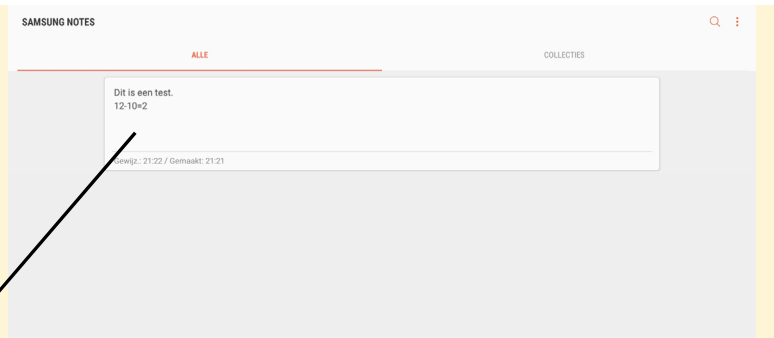 SAMSUNG NOTES
ALLE
COLLECTIES
Dit is een test.
12-10=2
Gewijz.: 21:22 / Gemaakt: 21:21